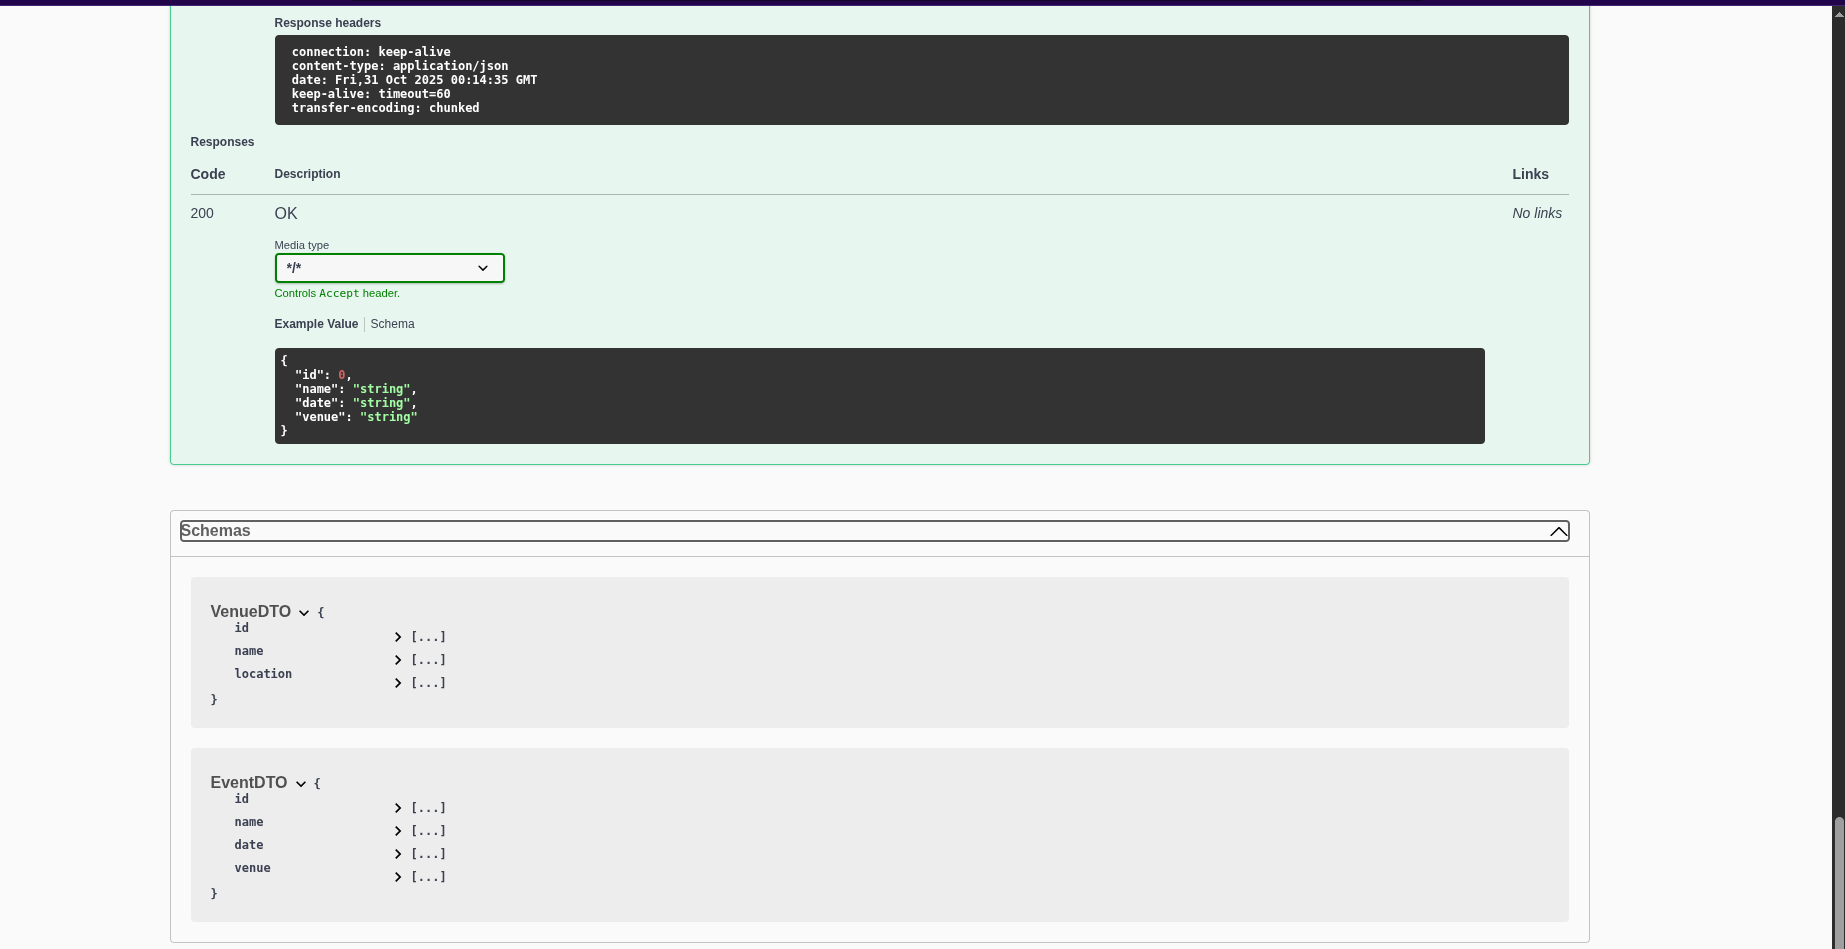 Response headers
connection: keep-alive
content-type: application/json
date: Fri,31 Oct 2025 00:14:35 GMT
keep-alive: timeout=60
transfer-encoding: chunked
Responses
Code Description Links
200 OK No links
Media type
*/*
Controls Accept header.
Example Value Schema
{
"id": 0,
"name": "string",
"date": "string",
"venue": "string"
}
Schemas
VenueDTO {
id [...]
name [...]
location [...]
}
EventDTO {
id [...]
name [...]
date [...]
venue [...]
}